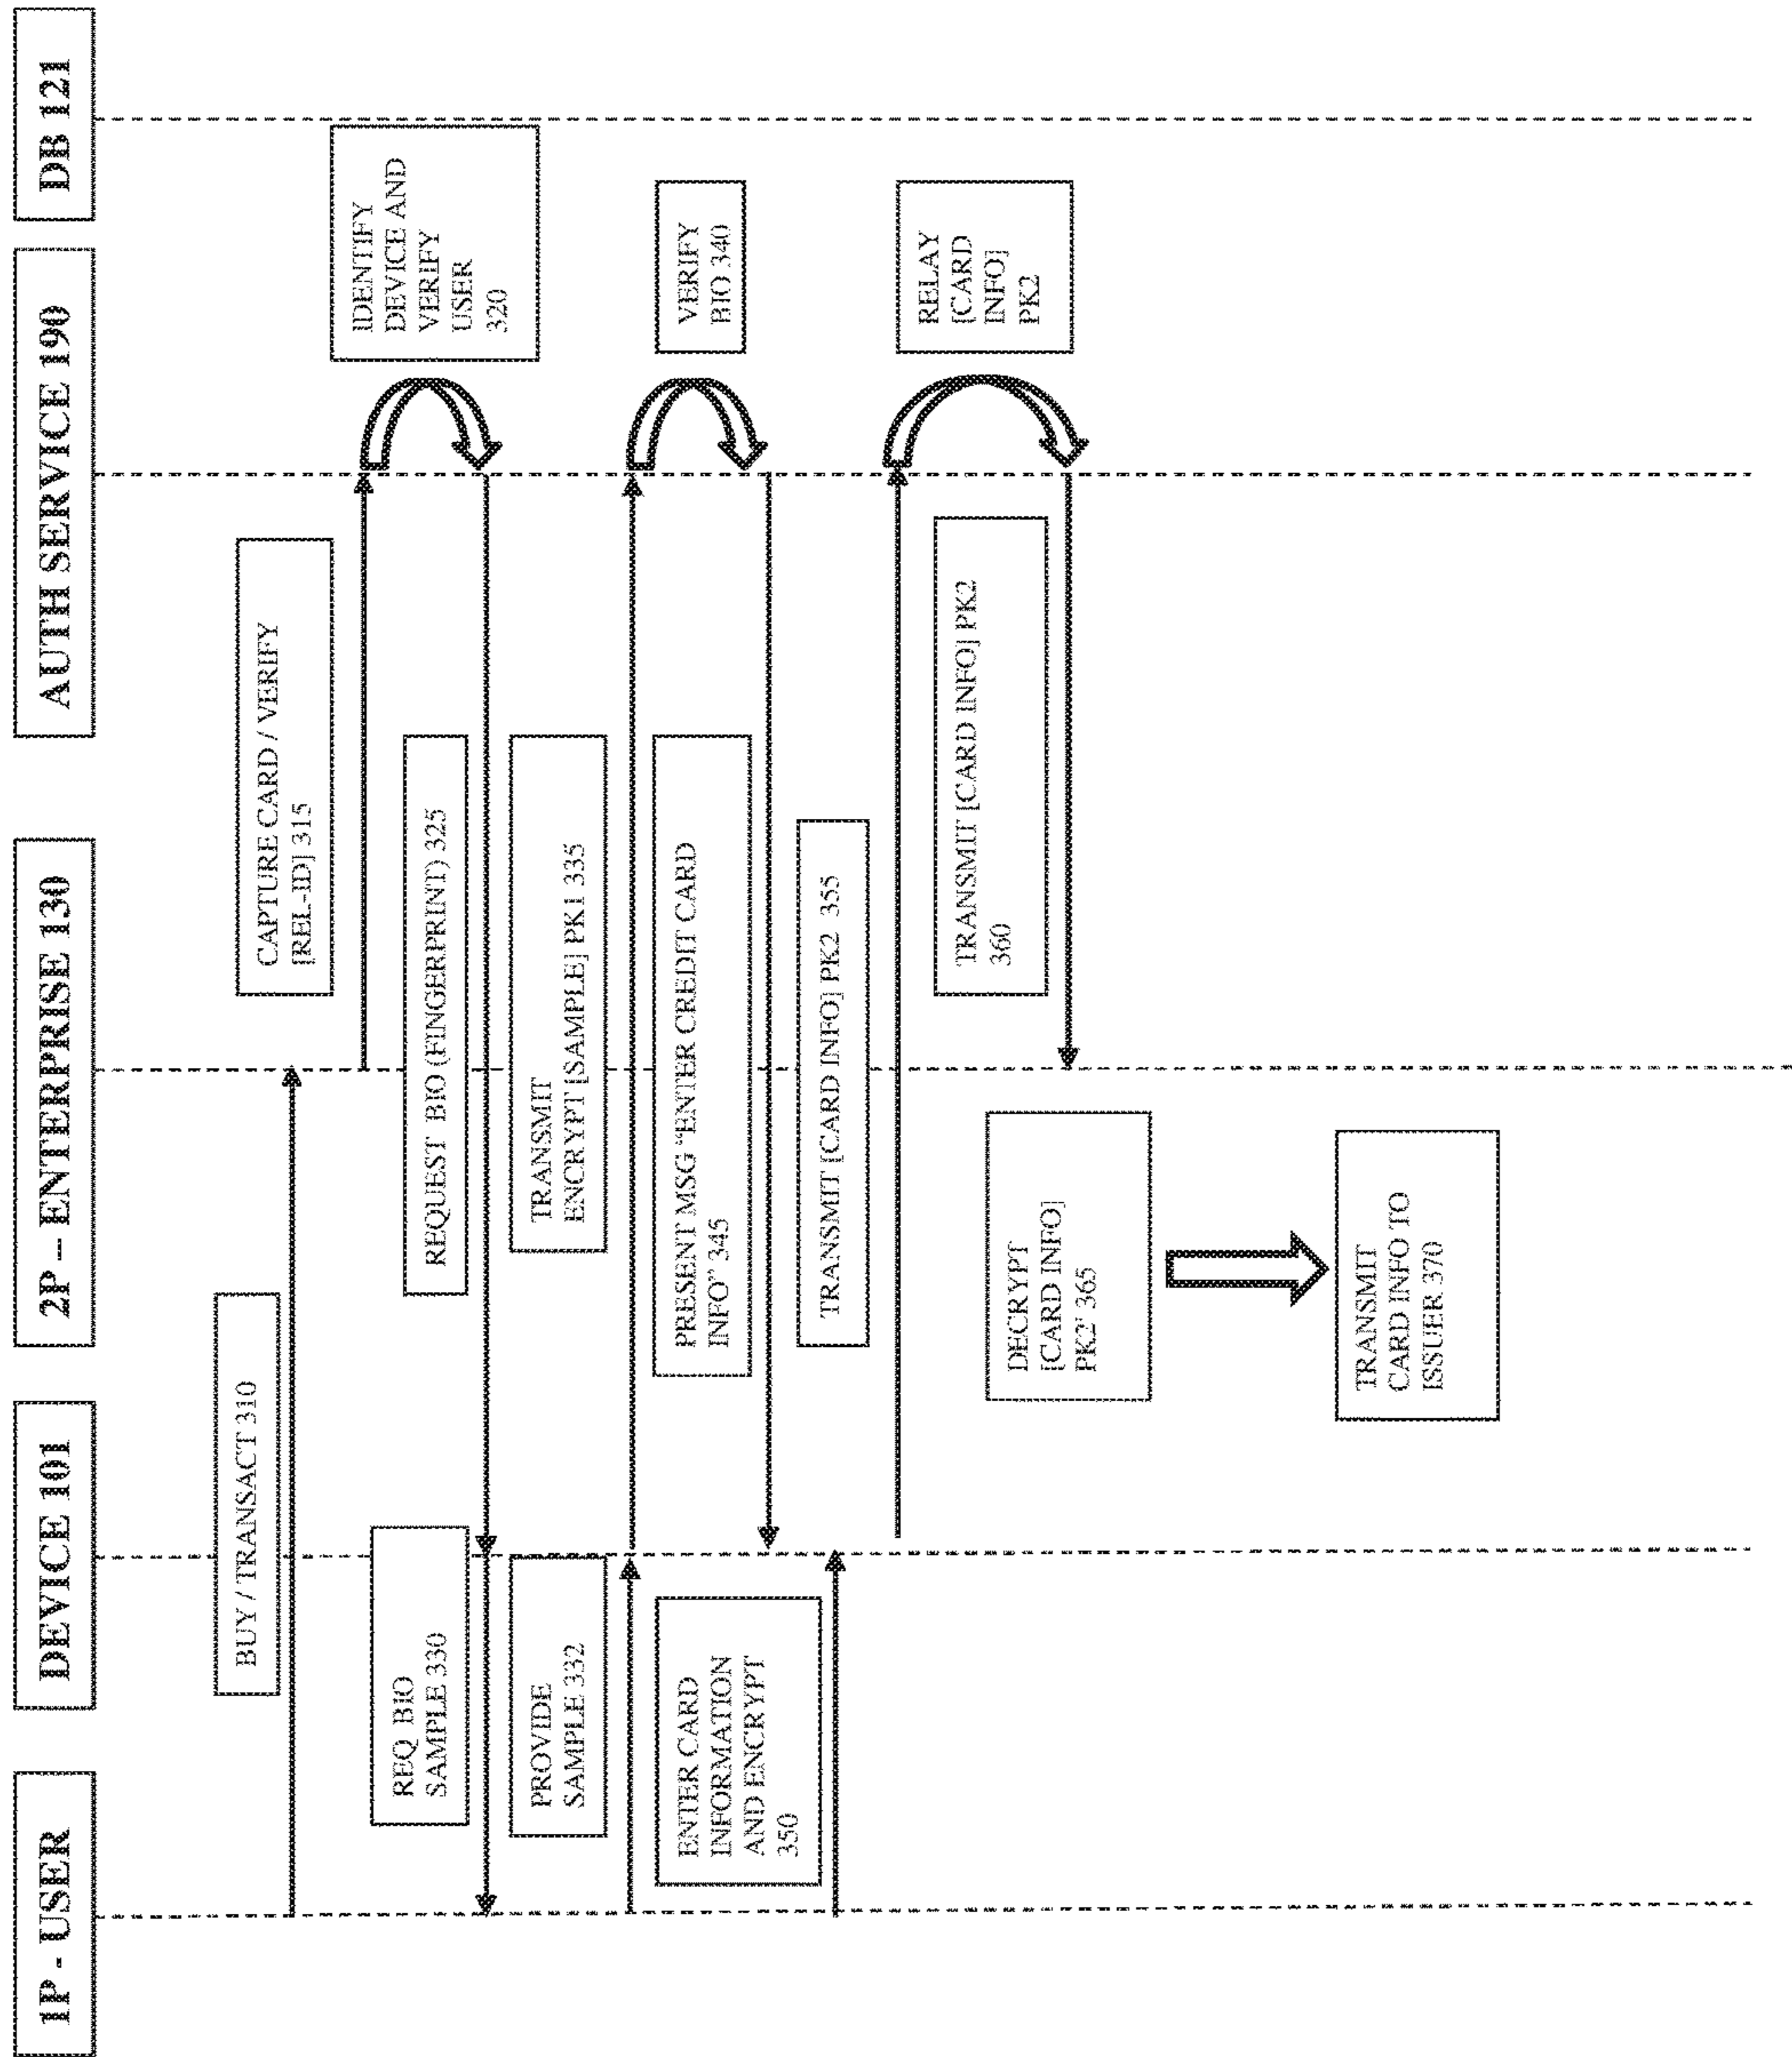 1P - USER
DEVICE 101
2P – ENTERPRISE 130
AUTH SERVICE 190
DB 121
BUY / TRANSACT 310
CAPTURE CARD / VERIFY
[REL-ID] 315
IDENTIFY
DEVICE AND
VERIFY
USER
320
REQUEST BIO (FINGERPRINT) 325
REQ BIO
SAMPLE 330
PROVIDE
SAMPLE 332
TRANSMIT
ENCRYPT [SAMPLE] PK1 335
VERIFY
BIO 340
PRESENT MSG “ENTER CREDIT CARD
INFO” 345
ENTER CARD
INFORMATION
AND ENCRYPT
350
TRANSMIT [CARD INFO] PK2 355
RELAY
[CARD
INFO]
PK2
TRANSMIT [CARD INFO] PK2
360
DECRYPT
[CARD INFO]
PK2' 365
TRANSMIT
CARD INFO TO
ISSUER 370